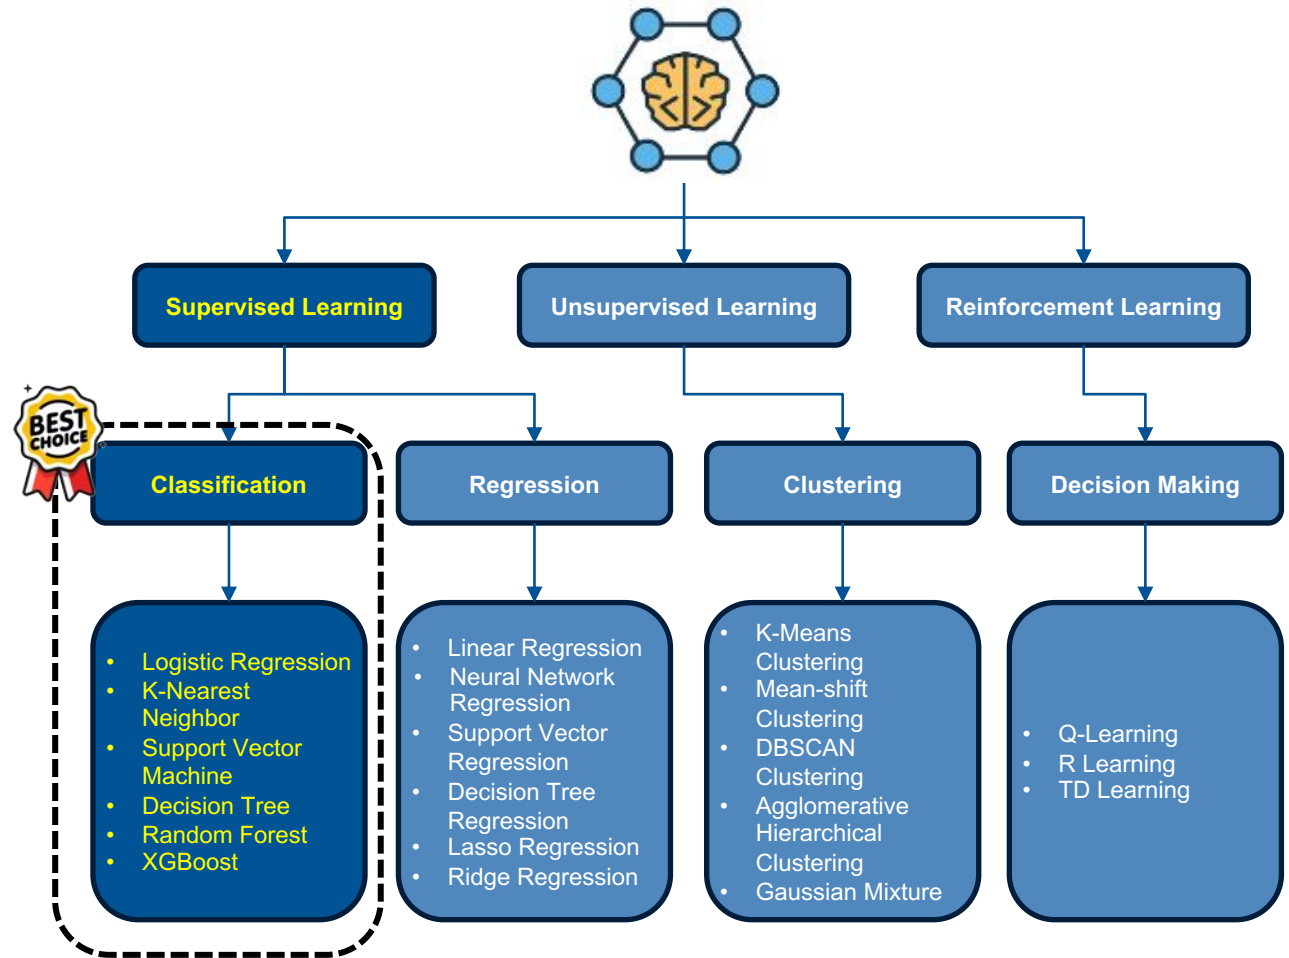 Supervised Learning
Unsupervised Learning
Reinforcement Learning
BEST
CHOICE
Classification
Regression
Clustering
Decision Making
• Logistic Regression
• K-Nearest
Neighbor
• Support Vector
Machine
• Decision Tree
• Random Forest
• XGBoost
• Linear Regression
• Neural Network
Regression
• Support Vector
Regression
• Decision Tree
Regression
• Lasso Regression
• Ridge Regression
• K-Means
Clustering
• Mean-shift
Clustering
• DBSCAN
Clustering
• Agglomerative
Hierarchical
Clustering
• Gaussian Mixture
• Q-Learning
• R Learning
• TD Learning